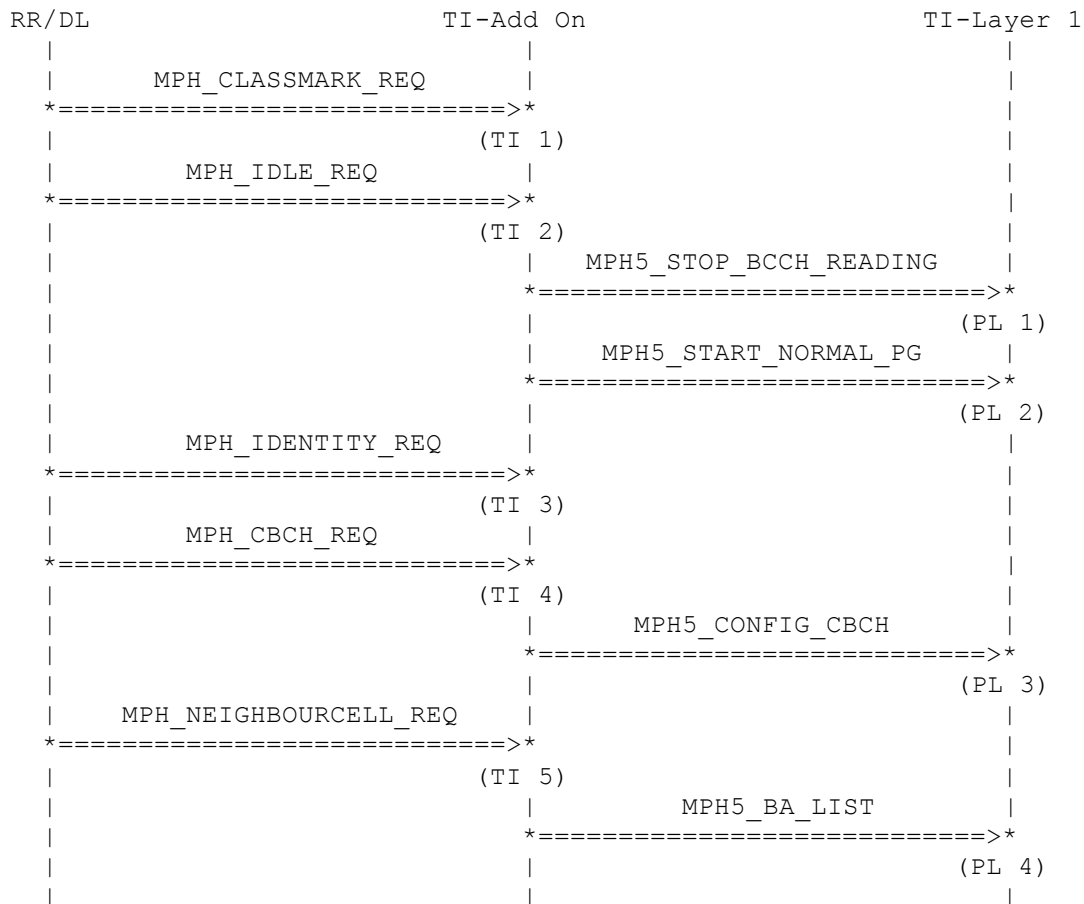 RR/DL TI-Add On TI-Layer 1
MPH_CLASSMARK_REQ
(TI 1)
MPH_IDLE_REQ
(TI 2)
MPH5_STOP_BCCH_READING
(PL 1)
MPH5_START_NORMAL_PG
(PL 2)
MPH_IDENTITY_REQ
(TI 3)
MPH_CBCH_REQ
(TI 4)
MPH5_CONFIG_CBCH
(PL 3)
MPH_NEIGHBOURCELL_REQ
(TI 5)
MPH5_BA_LIST
(PL 4)